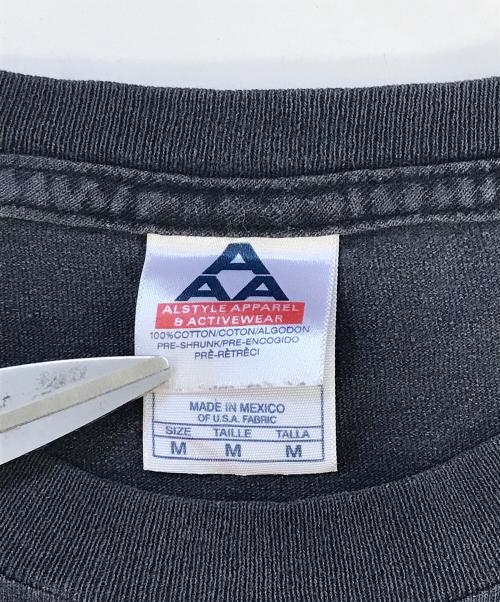 A
AA
ALSTYLE APPAREL
& ACTIVEWEAR
100%COTTON/COTON/ALGODON
PRE-SHRUNK/PRE-ENCOGIDO
PRÉ-RÉTRÉCI
MADE IN MEXICO
OF U.S.A. FABRIC
SIZE TAILLE TALLA
M M M